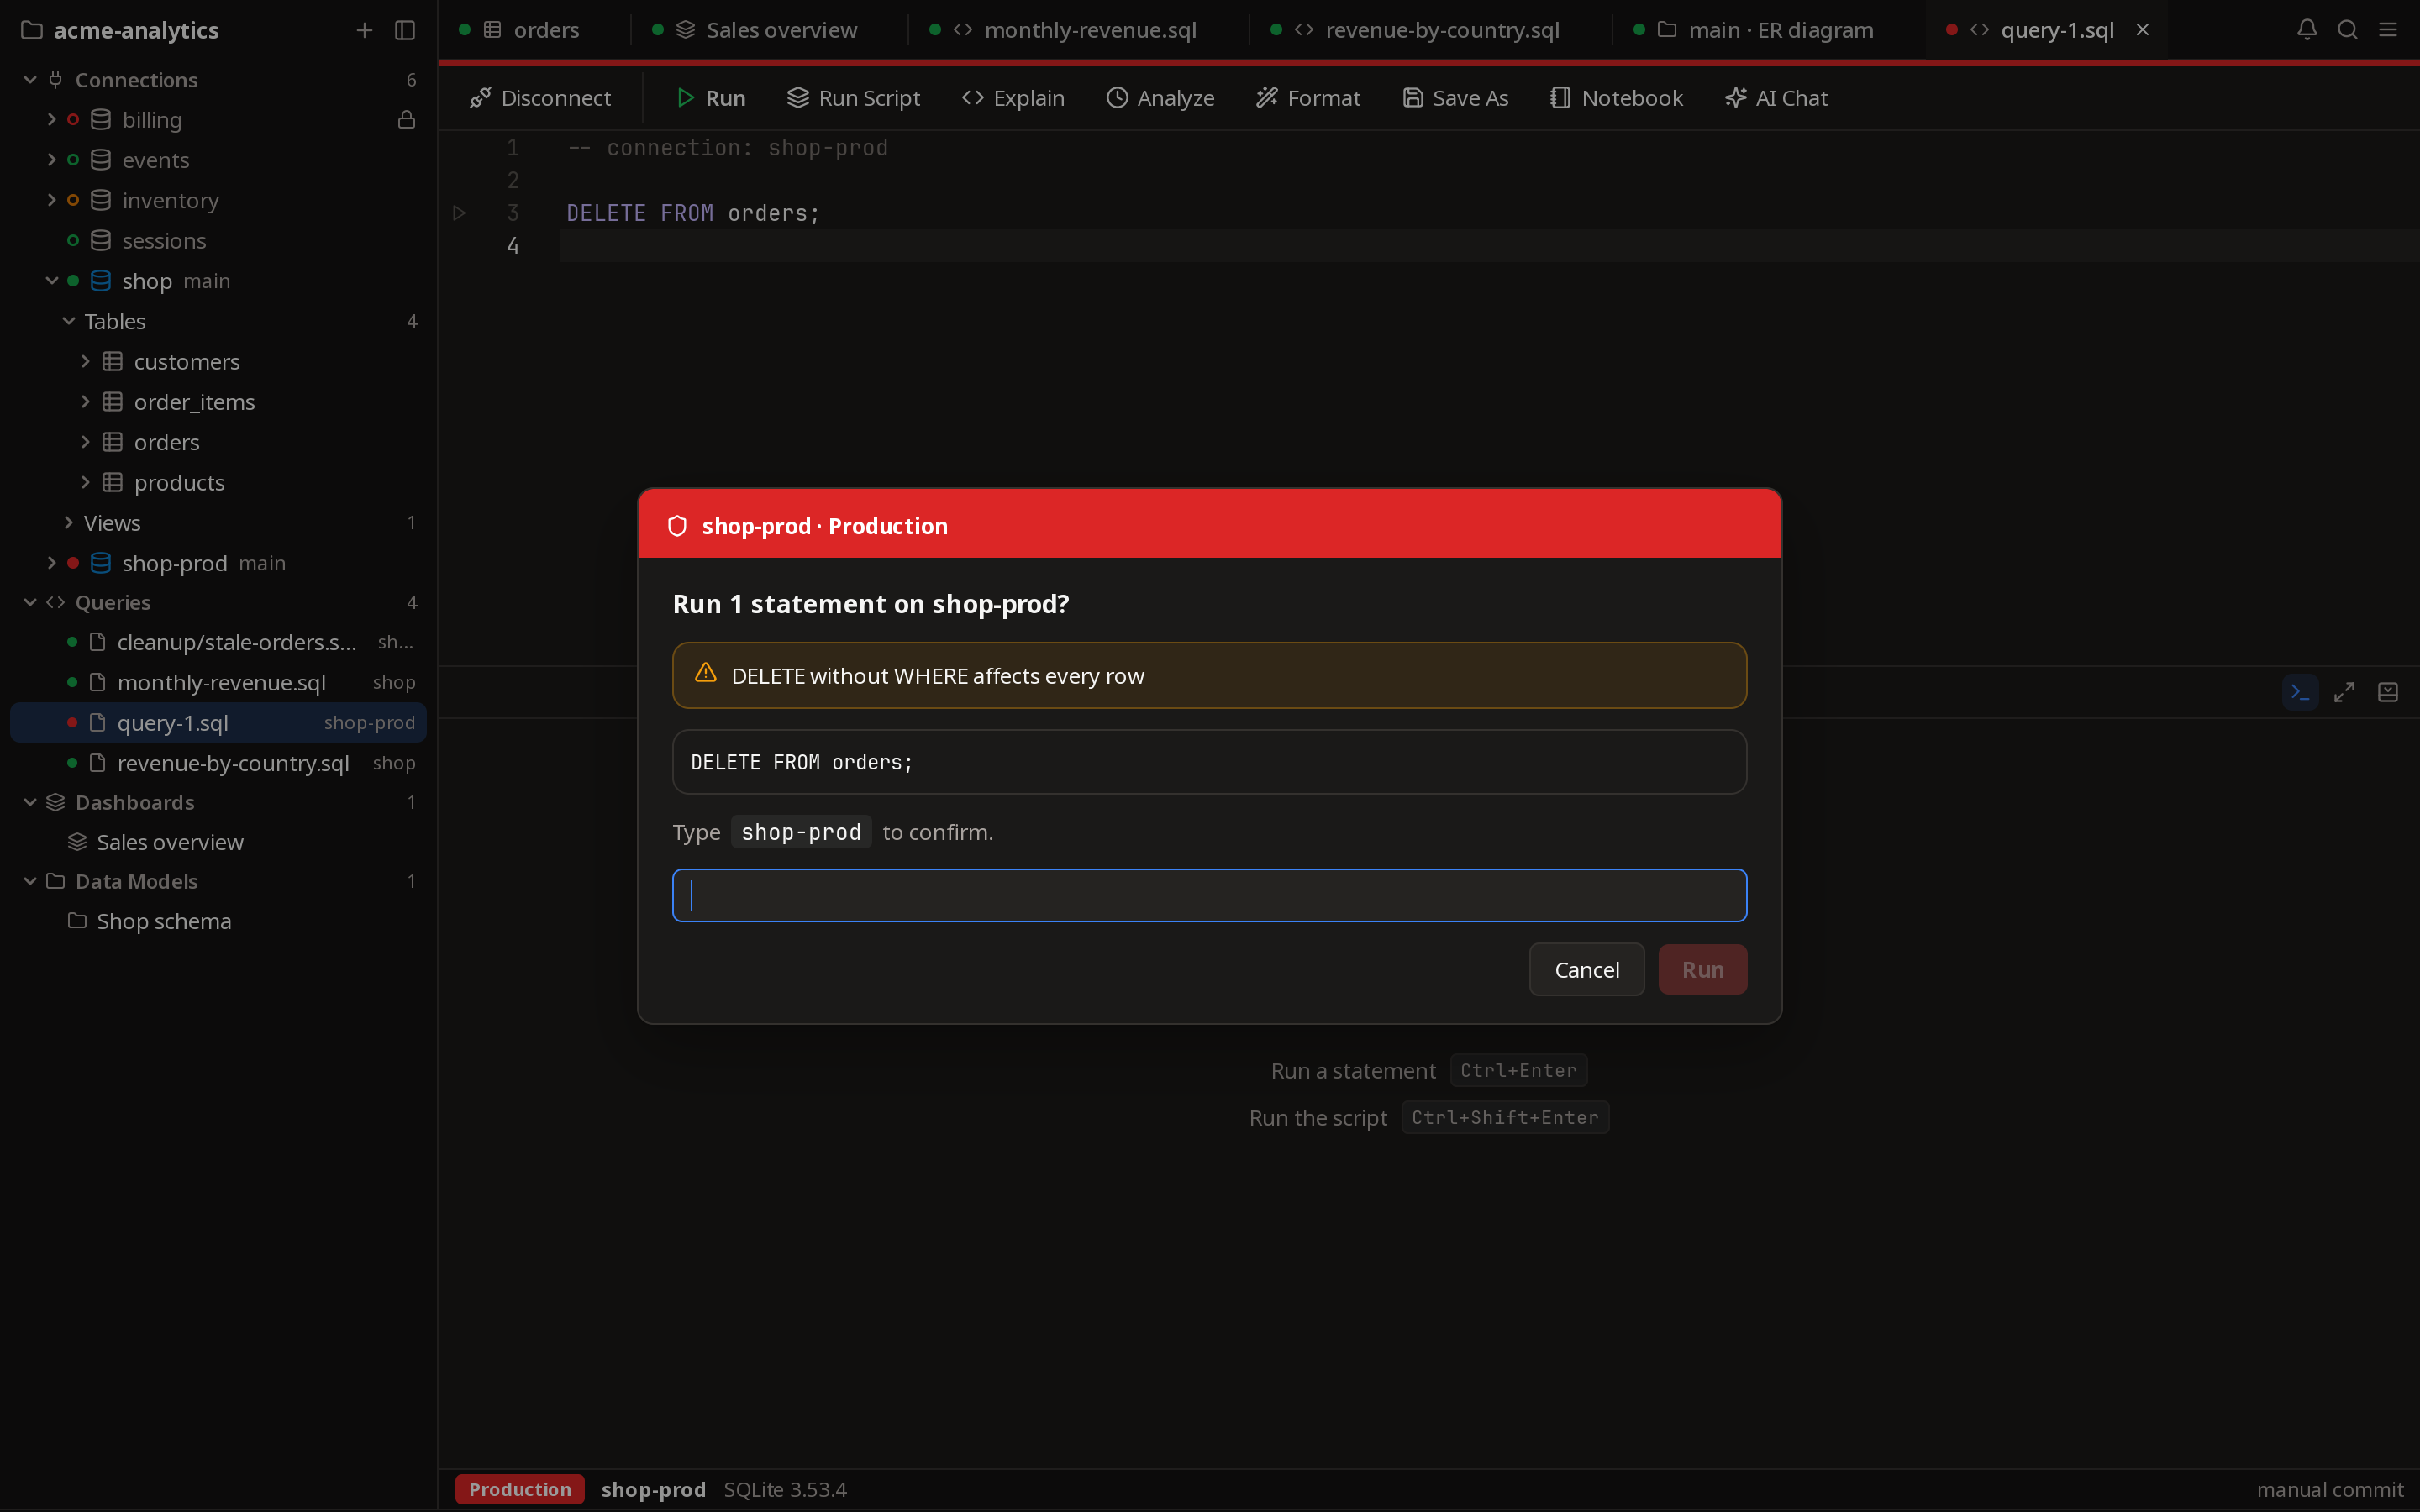 acme-analytics
Connections 6
billing
events
inventory
sessions
shop main
Tables 4
customers
order_items
orders
products
Views 1
shop-prod main
Queries 4
cleanup/stale-orders.s... sh...
monthly-revenue.sql shop
query-1.sql shop-prod
revenue-by-country.sql shop
Dashboards 1
Sales overview
Data Models 1
Shop schema
orders Sales overview monthly-revenue.sql revenue-by-country.sql main · ER diagram query-1.sql
Disconnect Run Run Script Explain Analyze Format Save As Notebook AI Chat
1 -- connection: shop-prod
2
3 DELETE FROM orders;
4
shop-prod · Production
Run 1 statement on shop-prod?
DELETE without WHERE affects every row
DELETE FROM orders;
Type shop-prod to confirm.
Cancel Run
Run a statement Ctrl+Enter
Run the script Ctrl+Shift+Enter
Production shop-prod SQLite 3.53.4 manual commit